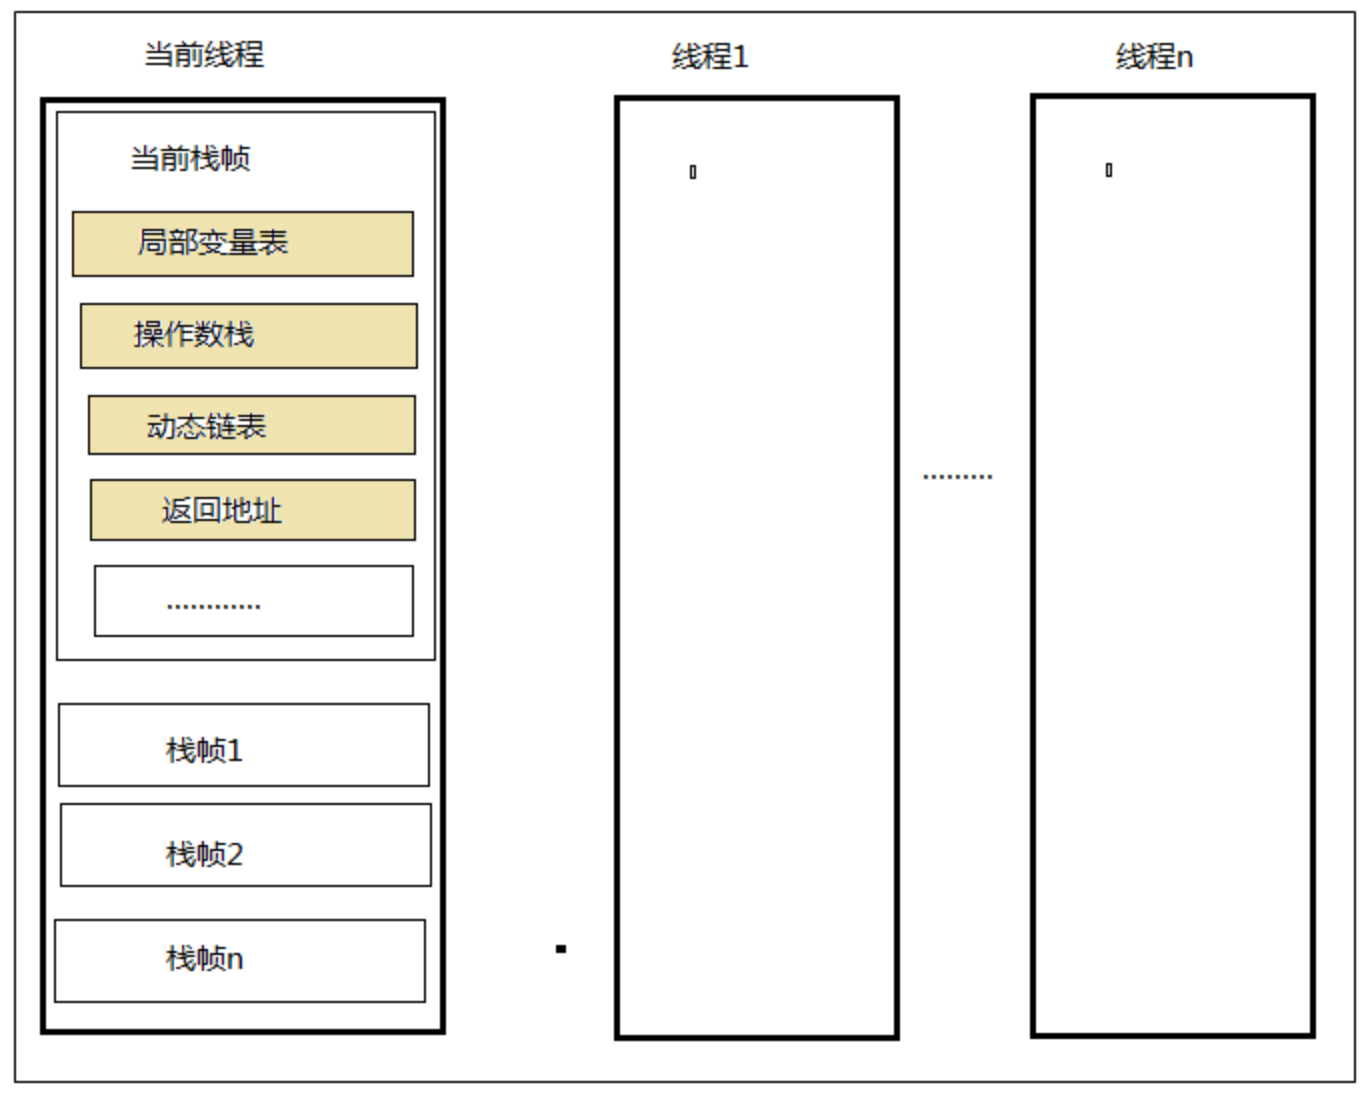 当前线程
线程1
线程n
当前栈帧
局部变量表
操作数栈
动态链表
返回地址
............
.........
栈帧1
栈帧2
栈帧n